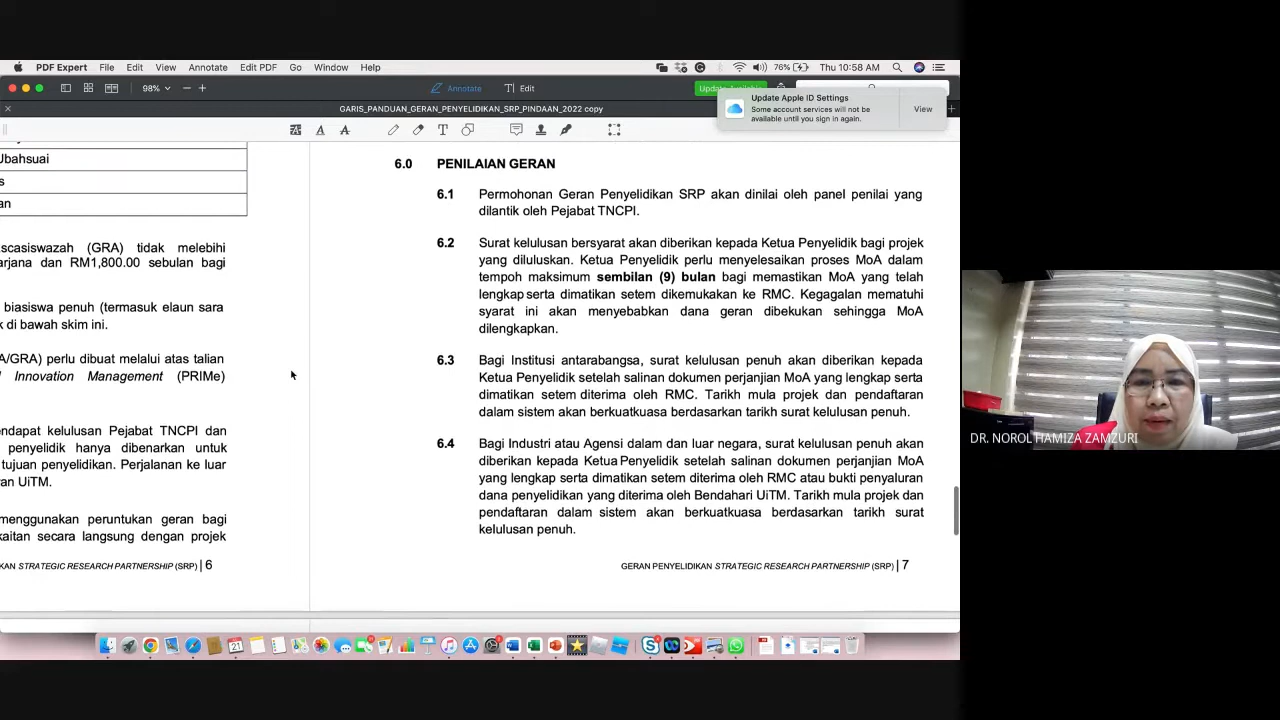 PDF Expert File Edit View Annotate Edit PDF Go Window Help
76% Thu 10:58 AM
98% Annotate Edit
Update Apple ID Settings
Some account services will not be available until you sign in again.
View
GARIS_PANDUAN_GERAN_PENYELIDIKAN_SRP_PINDAAN_2022 copy
Ubahsuai
s
an
ascasiswazah (GRA) tidak melebihi
arjana dan RM1,800.00 sebulan bagi
biasiswa penuh (termasuk elaun sara
k di bawah skim ini.
A/GRA) perlu dibuat melalui atas talian
Innovation Management (PRIMe)
endapat kelulusan Pejabat TNCPI dan
penyelidik hanya dibenarkan untuk
tujuan penyelidikan. Perjalanan ke luar
ran UiTM.
menggunakan peruntukan geran bagi
kaitan secara langsung dengan projek
KAN STRATEGIC RESEARCH PARTNERSHIP (SRP) | 6
6.0 PENILAIAN GERAN
6.1 Permohonan Geran Penyelidikan SRP akan dinilai oleh panel penilai yang
dilantik oleh Pejabat TNCPI.
6.2 Surat kelulusan bersyarat akan diberikan kepada Ketua Penyelidik bagi projek
yang diluluskan. Ketua Penyelidik perlu menyelesaikan proses MoA dalam
tempoh maksimum sembilan (9) bulan bagi memastikan MoA yang telah
lengkap serta dimatikan setem dikemukakan ke RMC. Kegagalan mematuhi
syarat ini akan menyebabkan dana geran dibekukan sehingga MoA
dilengkapkan.
6.3 Bagi Institusi antarabangsa, surat kelulusan penuh akan diberikan kepada
Ketua Penyelidik setelah salinan dokumen perjanjian MoA yang lengkap serta
dimatikan setem diterima oleh RMC. Tarikh mula projek dan pendaftaran
dalam sistem akan berkuatkuasa berdasarkan tarikh surat kelulusan penuh.
6.4 Bagi Industri atau Agensi dalam dan luar negara, surat kelulusan penuh akan
diberikan kepada Ketua Penyelidik setelah salinan dokumen perjanjian MoA
yang lengkap serta dimatikan setem diterima oleh RMC atau bukti penyaluran
dana penyelidikan yang diterima oleh Bendahari UiTM. Tarikh mula projek dan
pendaftaran dalam sistem akan berkuatkuasa berdasarkan tarikh surat
kelulusan penuh.
GERAN PENYELIDIKAN STRATEGIC RESEARCH PARTNERSHIP (SRP) | 7
DR. NOROL HAMIZA ZAMZURI